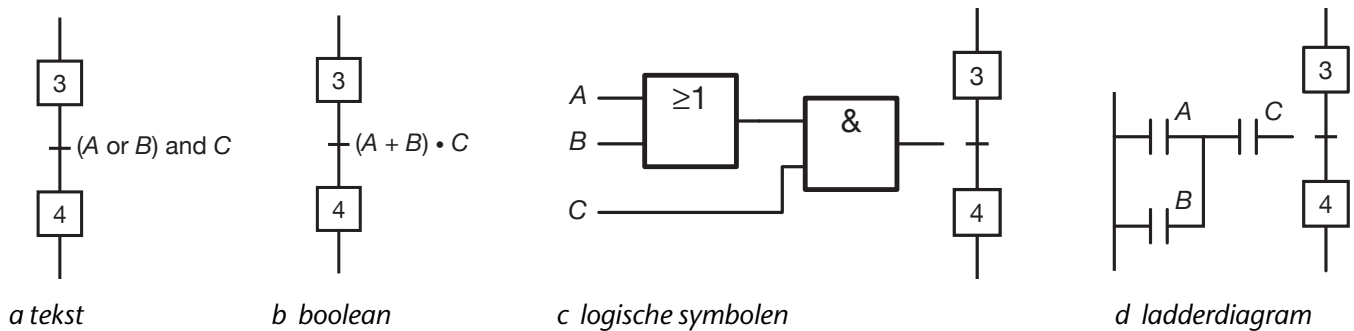 3
(A or B) and C
4
a tekst
3
(A + B) • C
4
b boolean
A
B
C
≥1
&
3
4
c logische symbolen
A
B
C
3
4
d ladderdiagram